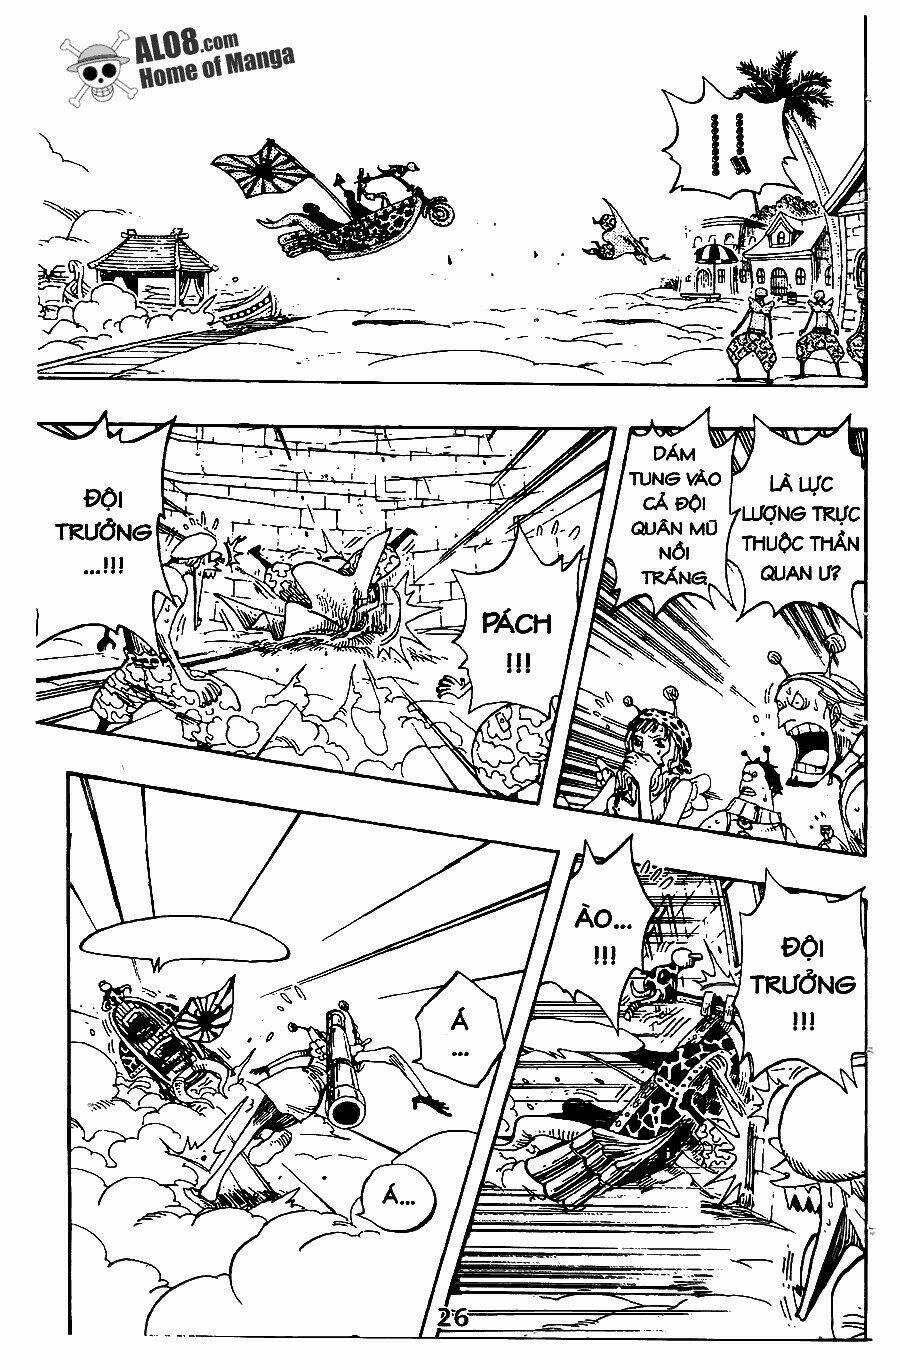 AL08.com
Home of Manga
!!
LÀ LỰC
LƯỢNG TRỰC
THUỘC THẦN
QUAN Ư?
DÁM
TUNG VÀO
CẢ ĐỘI
QUÂN MŨ
NỒI
TRẮNG
PÁCH
!!!
ĐỘI
TRƯỞNG
...!!!
ĐỘI
TRƯỞNG
!!!
ÀO...
!!!
Á
...
Á...
26